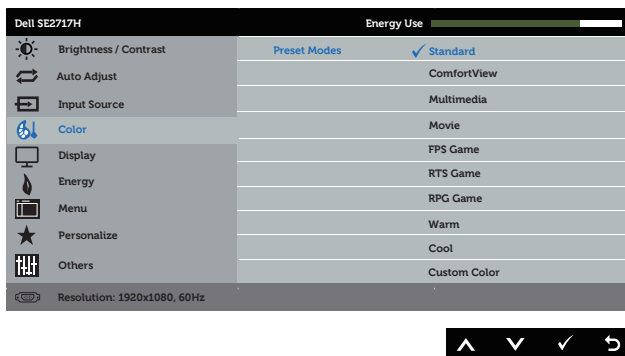 Dell SE2717H Energy Use
Brightness / Contrast Preset Modes Standard
Auto Adjust ComfortView
Input Source Multimedia
Color Movie
Display FPS Game
Energy RTS Game
Menu RPG Game
Personalize Warm
Cool
Others Custom Color
Resolution: 1920x1080, 60Hz